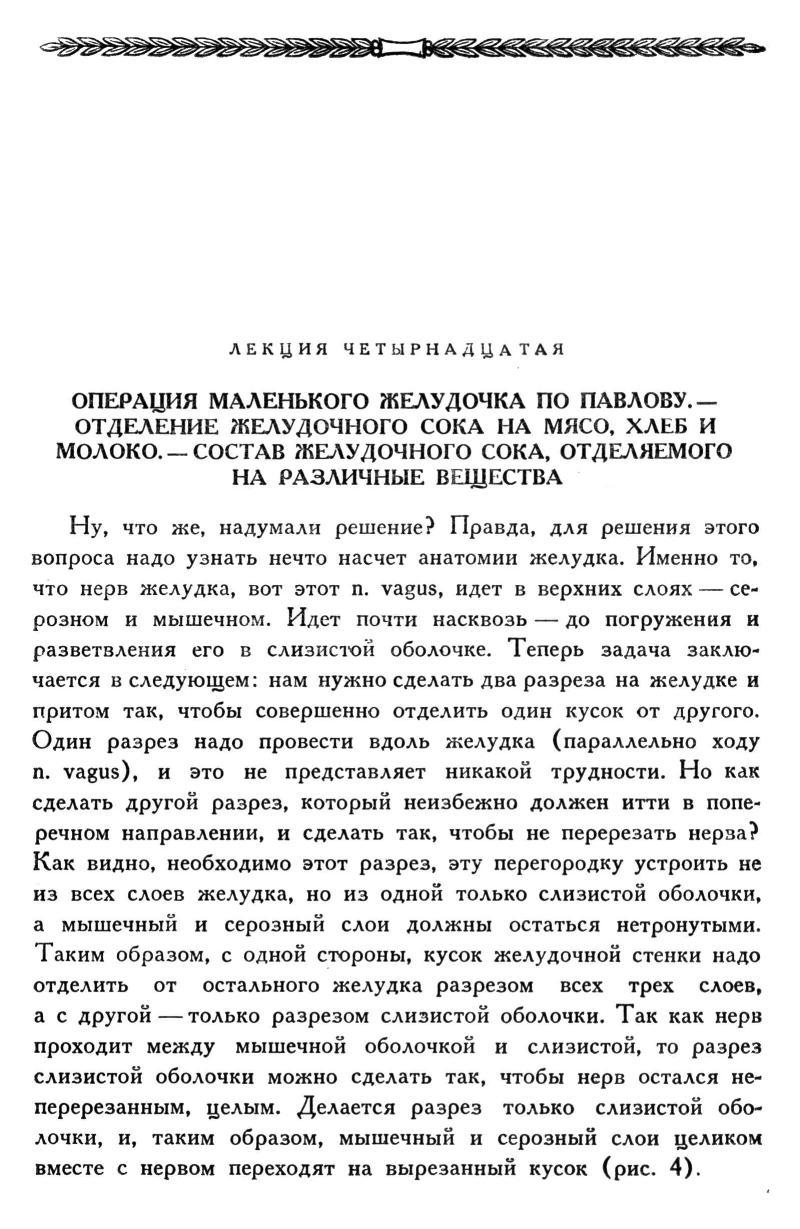 ЛЕКЦИЯ ЧЕТЫРНАДЦАТАЯ
ОПЕРАЦИЯ МАЛЕНЬКОГО ЖЕЛУДОЧКА ПО ПАВЛОВУ.—
ОТДЕЛЕНИЕ ЖЕЛУДОЧНОГО СОКА НА МЯСО, ХЛЕБ И
МОЛОКО.—СОСТАВ ЖЕЛУДОЧНОГО СОКА, ОТДЕЛЯЕМОГО
НА РАЗЛИЧНЫЕ ВЕЩЕСТВА
Ну, что же, надумали решение? Правда, для решения этого
вопроса надо узнать нечто насчет анатомии желудка. Именно то,
что нерв желудка, вот этот n. vagus, идет в верхних слоях — се-
розном и мышечном. Идет почти насквозь — до погружения и
разветвления его в слизистой оболочке. Теперь задача заклю-
чается в следующем: нам нужно сделать два разреза на желудке и
притом так, чтобы совершенно отделить один кусок от другого.
Один разрез надо провести вдоль желудка (параллельно ходу
n. vagus), и это не представляет никакой трудности. Но как
сделать другой разрез, который неизбежно должен итти в попе-
речном направлении, и сделать так, чтобы не перерезать нерва?
Как видно, необходимо этот разрез, эту перегородку устроить не
из всех слоев желудка, но из одной только слизистой оболочки,
а мышечный и серозный слои должны остаться нетронутыми.
Таким образом, с одной стороны, кусок желудочной стенки надо
отделить от остального желудка разрезом всех трех слоев,
а с другой — только разрезом слизистой оболочки. Так как нерв
проходит между мышечной оболочкой и слизистой, то разрез
слизистой оболочки можно сделать так, чтобы нерв остался не-
перерезанным, целым. Делается разрез только слизистой обо-
лочки, и, таким образом, мышечный и серозный слои целиком
вместе с нервом переходят на вырезанный кусок (рис. 4).